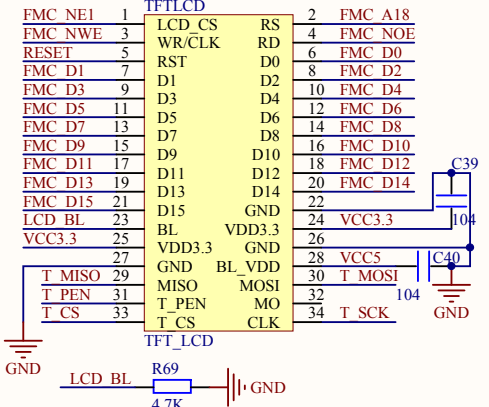 TFTLCD
FMC_NE1 1 LCD_CS RS 2 FMC_A18
FMC_NWE 3 WR/CLK RD 4 FMC_NOE
RESET 5 RST D0 6 FMC_D0
FMC_D1 7 D1 D2 8 FMC_D2
FMC_D3 9 D3 D4 10 FMC_D4
FMC_D5 11 D5 D6 12 FMC_D6
FMC_D7 13 D7 D8 14 FMC_D8
FMC_D9 15 D9 D10 16 FMC_D10
FMC_D11 17 D11 D12 18 FMC_D12
FMC_D13 19 D13 D14 20 FMC_D14
FMC_D15 21 D15 GND 22
LCD_BL 23 BL VDD3.3 24 VCC3.3
VCC3.3 25 VDD3.3 GND 26
27 GND BL_VDD 28 VCC5
T_MISO 29 MISO MOSI 30 T_MOSI
T_PEN 31 T_PEN MO 32
T_CS 33 T_CS CLK 34 T_SCK
TFT_LCD
C39
104
C40
104
GND
GND
LCD_BL R69 GND
4.7K